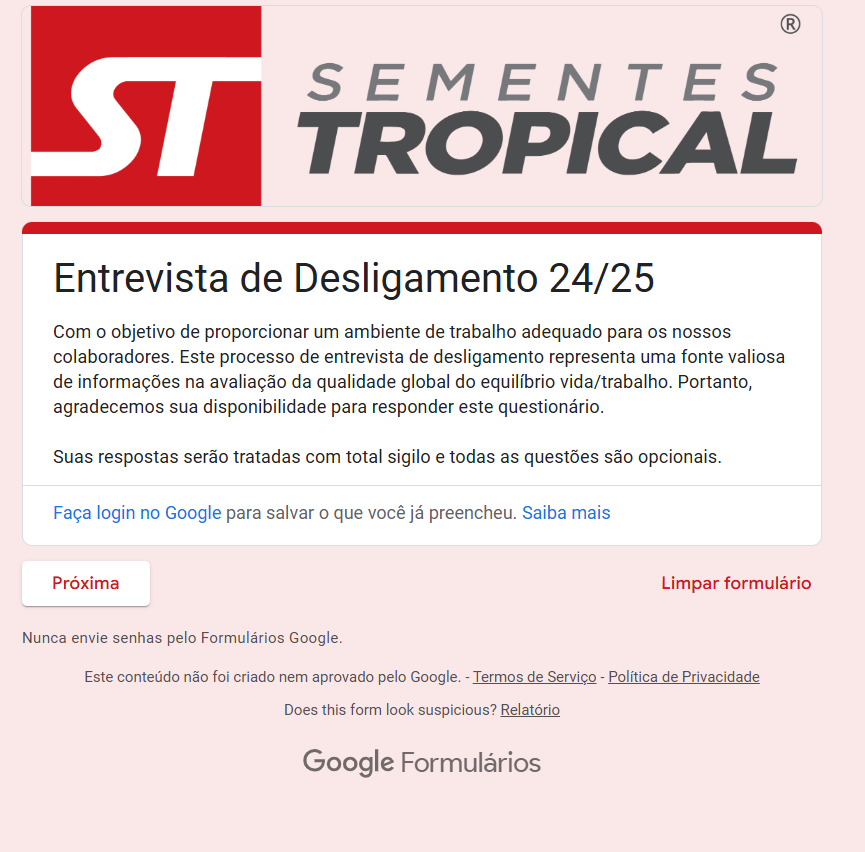 ST
®
SEMENTES
TROPICAL
Entrevista de Desligamento 24/25
Com o objetivo de proporcionar um ambiente de trabalho adequado para os nossos
colaboradores. Este processo de entrevista de desligamento representa uma fonte valiosa
de informações na avaliação da qualidade global do equilíbrio vida/trabalho. Portanto,
agradecemos sua disponibilidade para responder este questionário.
Suas respostas serão tratadas com total sigilo e todas as questões são opcionais.
Faça login no Google para salvar o que você já preencheu. Saiba mais
Próxima
Limpar formulário
Nunca envie senhas pelo Formulários Google.
Este conteúdo não foi criado nem aprovado pelo Google. - Termos de Serviço - Política de Privacidade
Does this form look suspicious? Relatório
Google Formulários